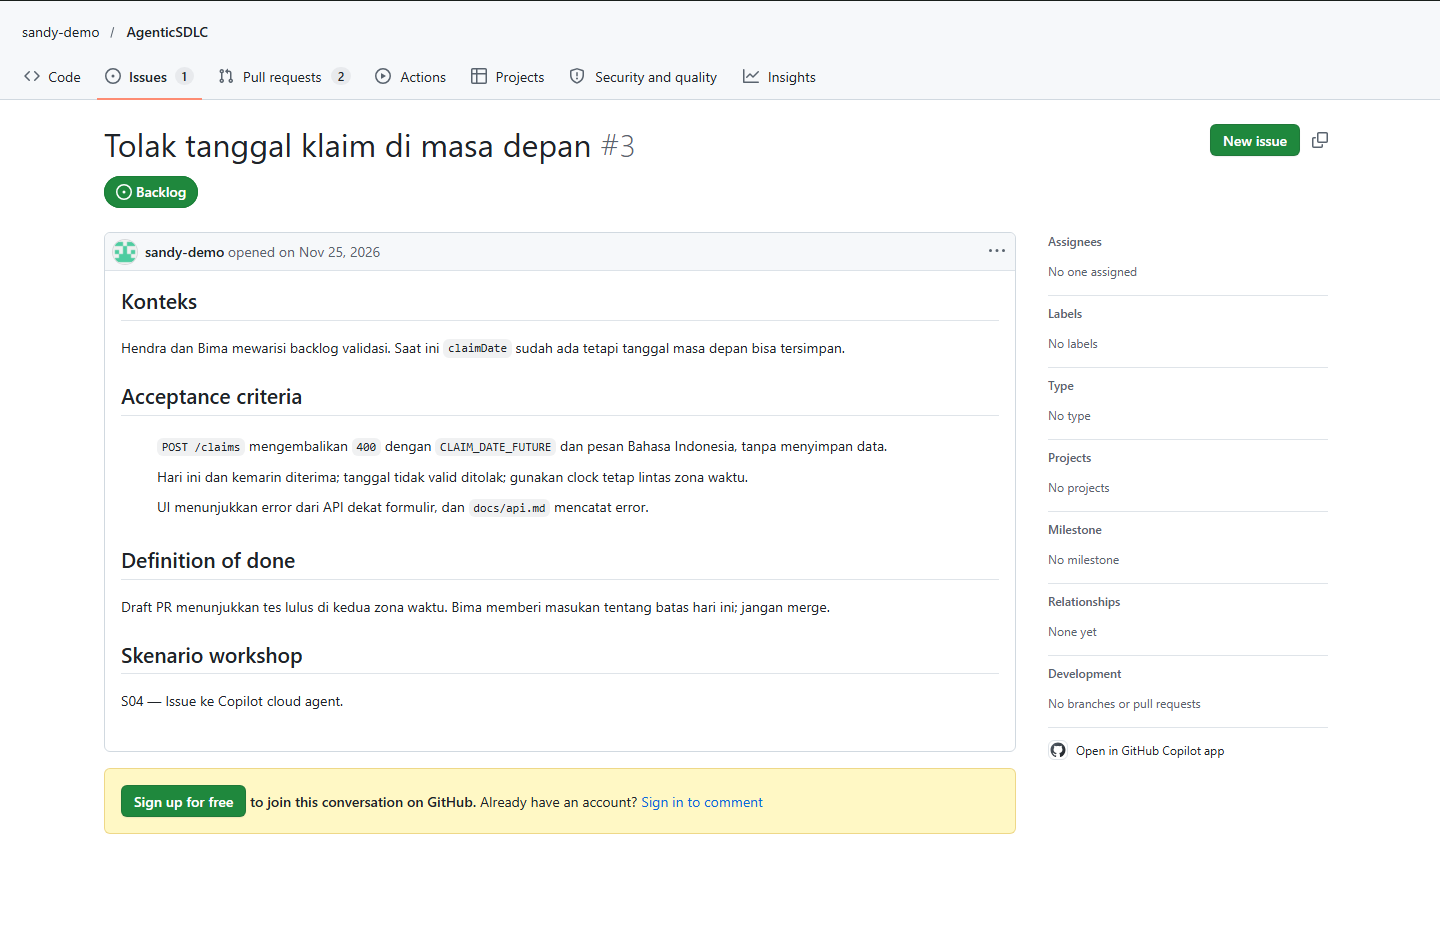 sandy-demo / AgenticSDLC
Code
Issues 1
Pull requests 2
Actions
Projects
Security and quality
Insights
Tolak tanggal klaim di masa depan #3
New issue
Backlog
sandy-demo opened on Nov 25, 2026
Konteks
Hendra dan Bima mewarisi backlog validasi. Saat ini claimDate sudah ada tetapi tanggal masa depan bisa tersimpan.
Acceptance criteria
POST /claims mengembalikan 400 dengan CLAIM_DATE_FUTURE dan pesan Bahasa Indonesia, tanpa menyimpan data.
Hari ini dan kemarin diterima; tanggal tidak valid ditolak; gunakan clock tetap lintas zona waktu.
UI menunjukkan error dari API dekat formulir, dan docs/api.md mencatat error.
Definition of done
Draft PR menunjukkan tes lulus di kedua zona waktu. Bima memberi masukan tentang batas hari ini; jangan merge.
Skenario workshop
S04 — Issue ke Copilot cloud agent.
Sign up for free to join this conversation on GitHub. Already have an account? Sign in to comment
Assignees
No one assigned
Labels
No labels
Type
No type
Projects
No projects
Milestone
No milestone
Relationships
None yet
Development
No branches or pull requests
Open in GitHub Copilot app